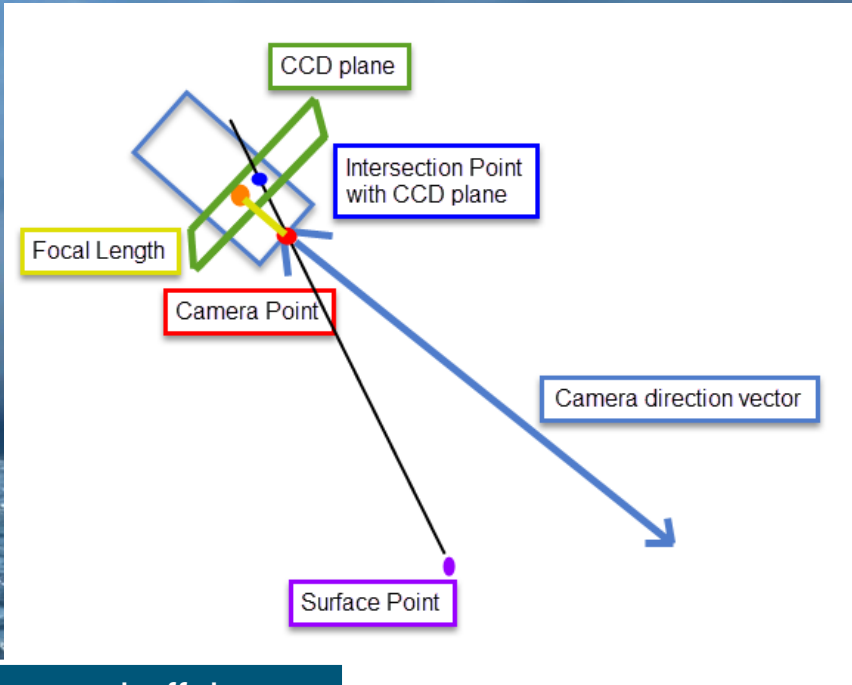 CCD plane
Intersection Point
with CCD plane
Focal Length
Camera Point
Camera direction vector
Surface Point